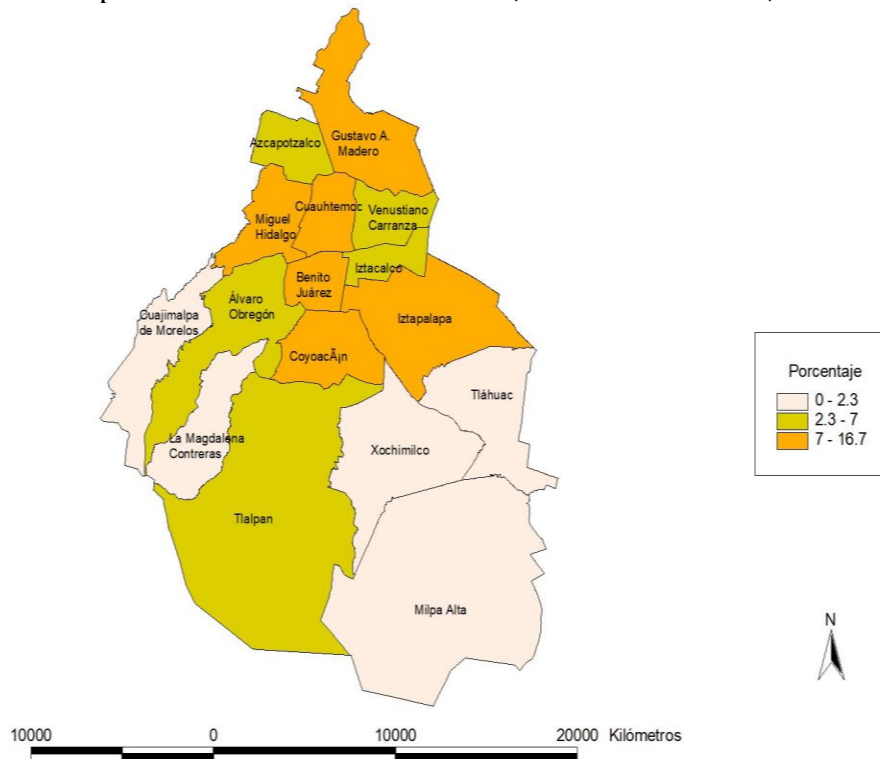 Azcapotzalco
Gustavo A.
Madero
Miguel
Hidalgo
Cuauhtemoc
Venustiano
Carranza
Iztacalco
Benito
Juárez
Álvaro
Obregón
Cuajimalpa
de Morelos
Iztapalapa
CoyoacÃ¡n
Tláhuac
La Magdalena
Contreras
Xochimilco
Tlalpan
Milpa Alta
Porcentaje
0 - 2.3
2.3 - 7
7 - 16.7
N
10000 0 10000 20000 Kilómetros